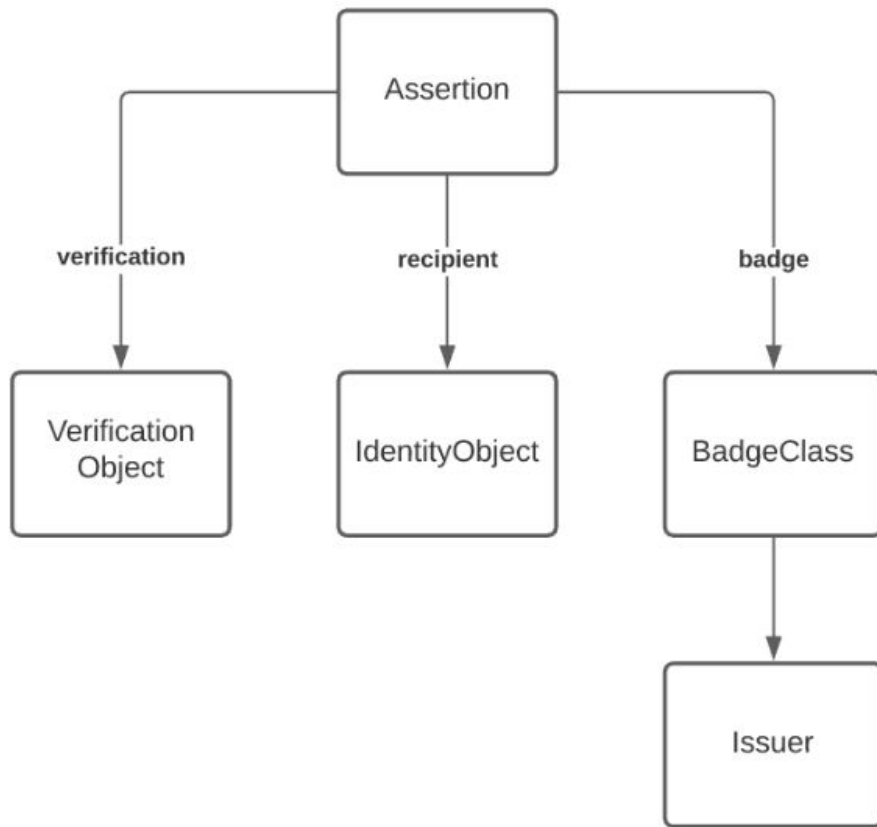 Assertion
verification
recipient
badge
Verification
Object
IdentityObject
BadgeClass
Issuer